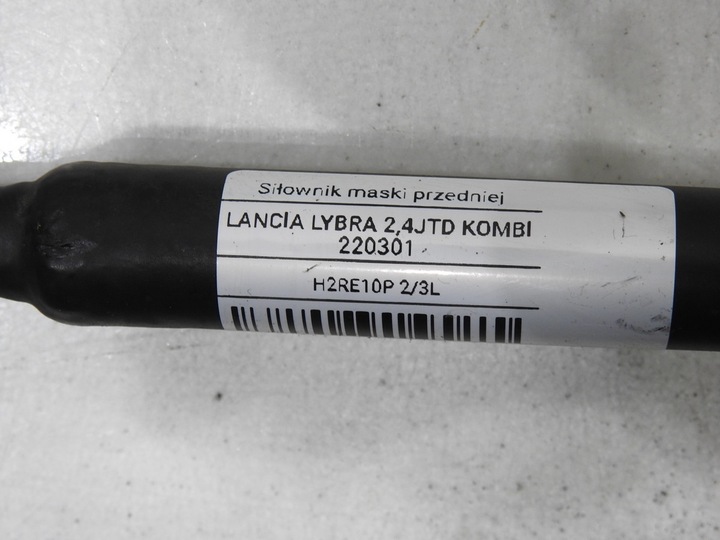 Siłownik maski przedniej
LANCIA LYBRA 2,4JTD KOMBI
220301
H2RE10P 2/3L